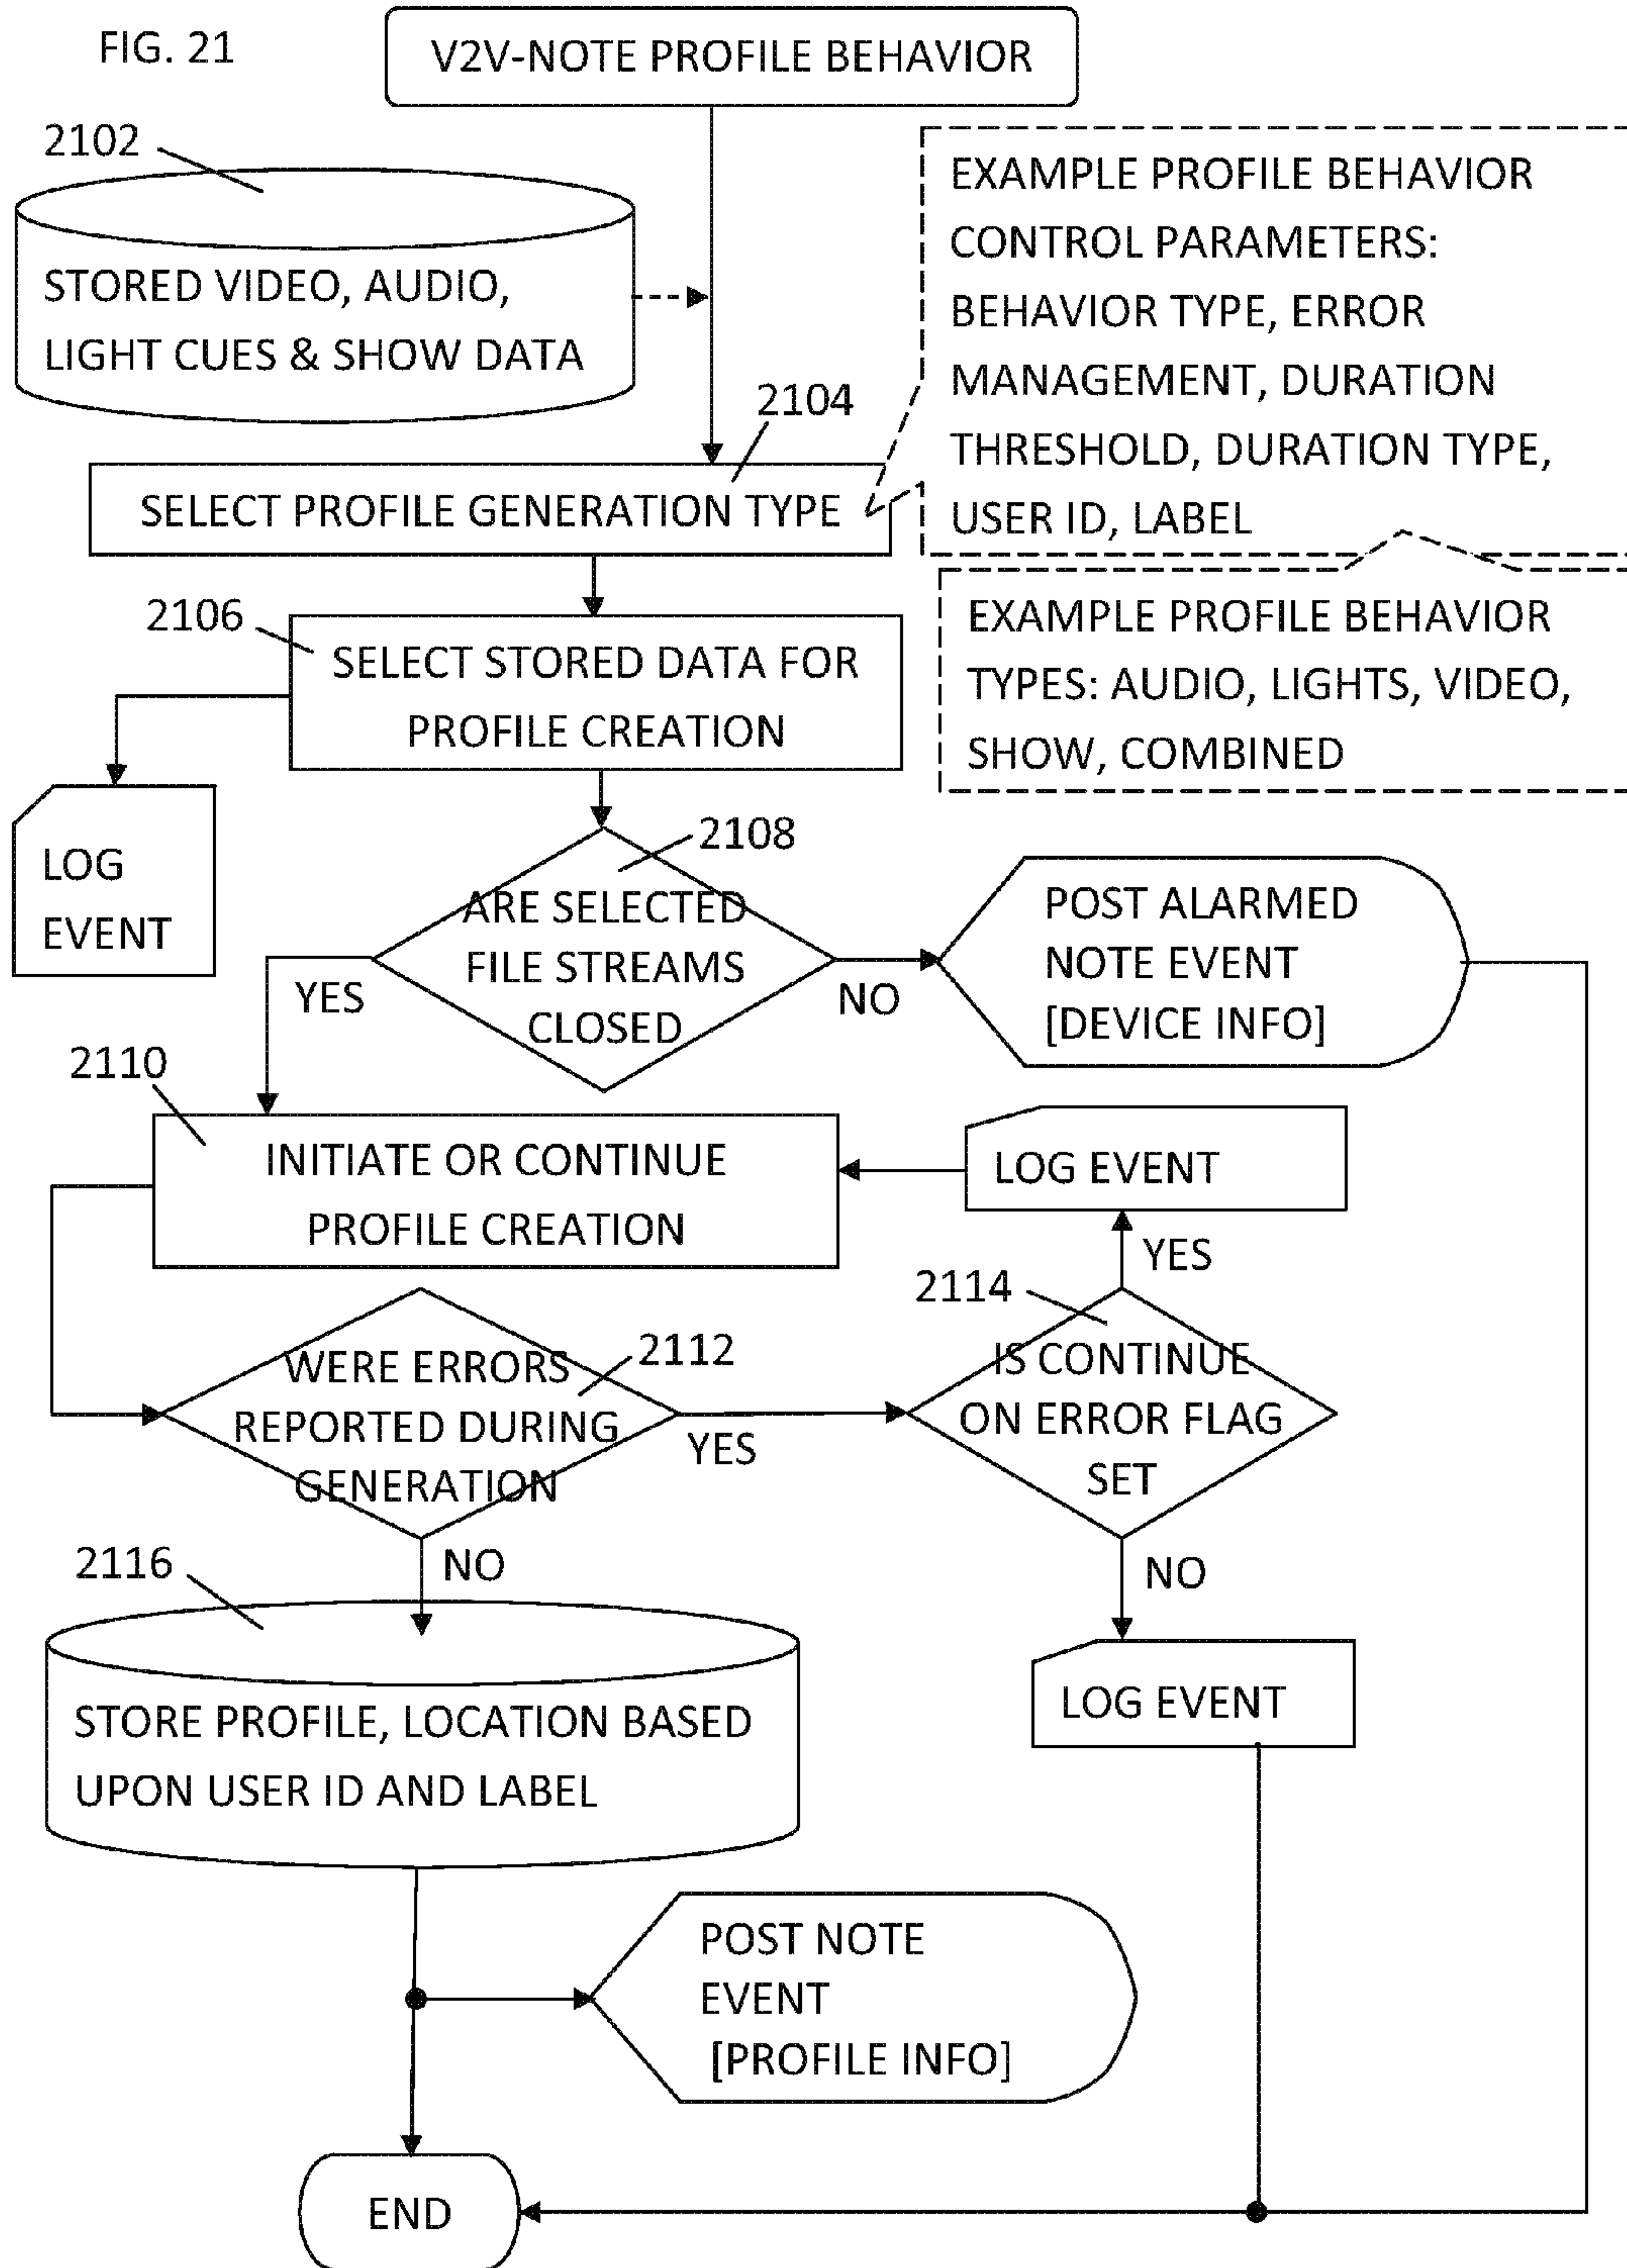 FIG. 21
V2V-NOTE PROFILE BEHAVIOR
2102
STORED VIDEO, AUDIO,
LIGHT CUES & SHOW DATA
EXAMPLE PROFILE BEHAVIOR
CONTROL PARAMETERS:
BEHAVIOR TYPE, ERROR
MANAGEMENT, DURATION
THRESHOLD, DURATION TYPE,
USER ID, LABEL
2104
SELECT PROFILE GENERATION TYPE
EXAMPLE PROFILE BEHAVIOR
TYPES: AUDIO, LIGHTS, VIDEO,
SHOW, COMBINED
2106
SELECT STORED DATA FOR
PROFILE CREATION
LOG
EVENT
2108
ARE SELECTED
FILE STREAMS
CLOSED
YES
NO
POST ALARMED
NOTE EVENT
[DEVICE INFO]
2110
INITIATE OR CONTINUE
PROFILE CREATION
LOG EVENT
YES
2112
WERE ERRORS
REPORTED DURING
GENERATION
YES
2114
IS CONTINUE
ON ERROR FLAG
SET
NO
NO
LOG EVENT
2116
STORE PROFILE, LOCATION BASED
UPON USER ID AND LABEL
POST NOTE
EVENT
[PROFILE INFO]
END